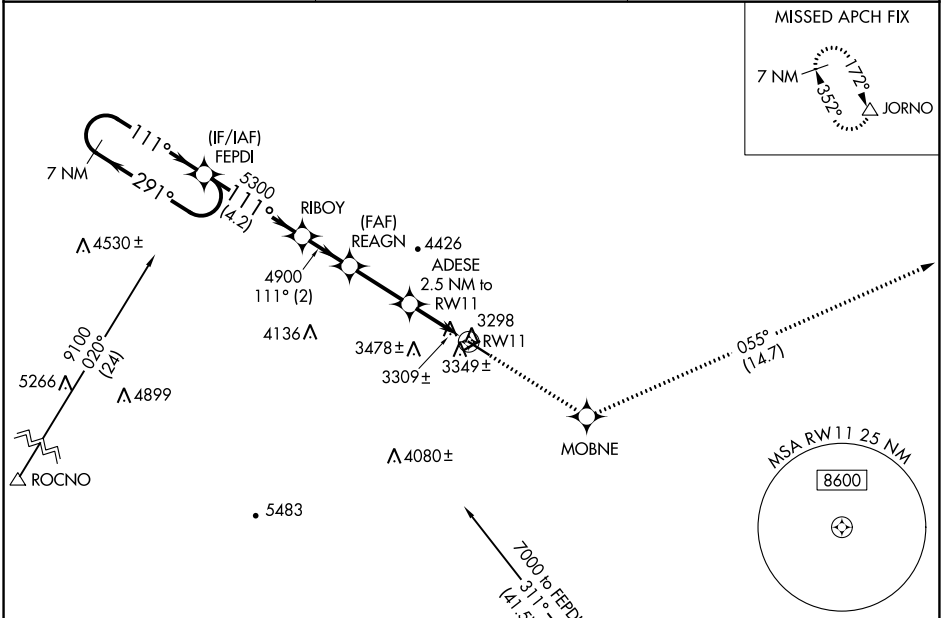 MISSED APCH FIX
7 NM
172°
352°
JORNO
111°
(IF/IAF)
FEPDI
7 NM
291°
5300
111°
(4.2)
RIBOY
(FAF)
REAGN
4426
4530 ±
ADESE
2.5 NM to
RW11
4900
111° (2)
4136
3298
RW11
3478 ±
3309 ±
3349 ±
055°
(14.7)
9100
020°
(24)
5266
4899
MOBNE
4080 ±
ROCNO
MSA RW11 25 NM
8600
5483
7000 to FEPDI
311°
(41.5)